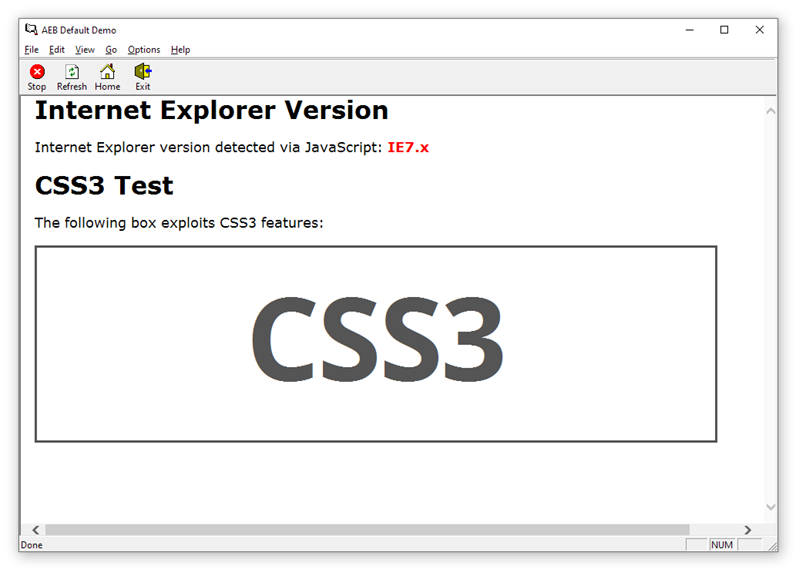 AEB Default Demo
File Edit View Go Options Help
Stop Refresh Home Exit
Internet Explorer Version
Internet Explorer version detected via JavaScript: IE7.x
CSS3 Test
The following box exploits CSS3 features:
CSS3
Done NUM